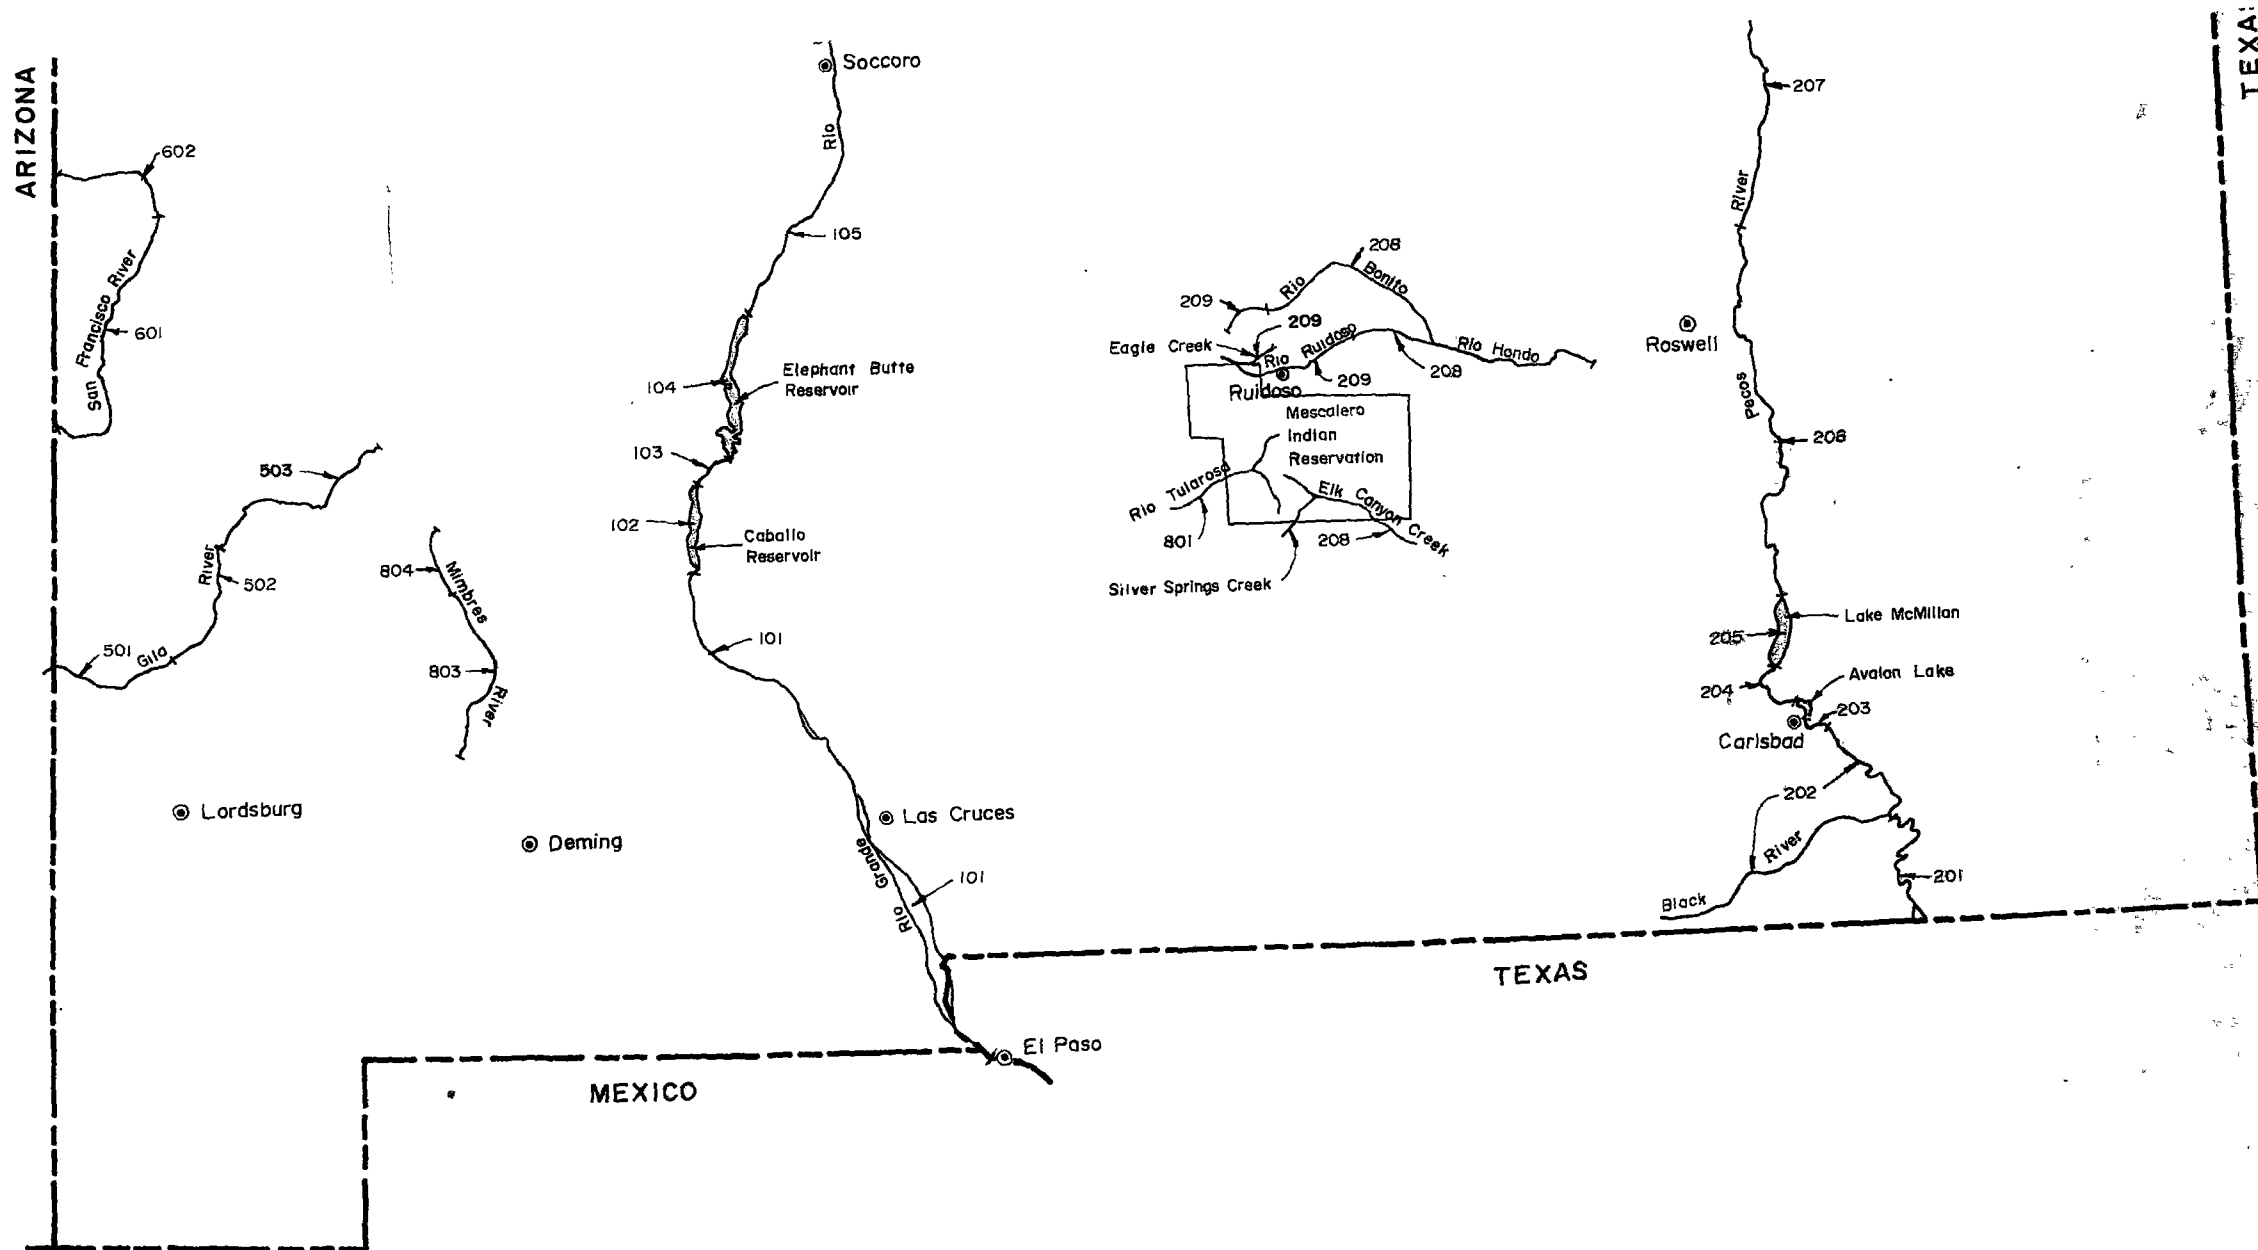 ARIZONA
TEXA
Soccoro
Rio
602
105
San Francisco River
601
104
Elephant Butte
Reservoir
103
102
Caballo
Reservoir
101
503
River
502
501
Gila
804
Mimbres
803
River
Lordsburg
Deming
Las Cruces
Rio Grande
101
El Paso
MEXICO
TEXAS
208
Rio Bonito
209
209
Eagle Creek
Rio Ruidoso
Rio Hondo
209
208
Ruidoso
Mescalero
Indian
Reservation
Rio Tularosa
801
Elk Canyon Creek
208
Silver Springs Creek
207
River
Roswell
Pecos
206
Lake McMillan
205
204
Avalon Lake
203
Carlsbad
202
River
Black
201